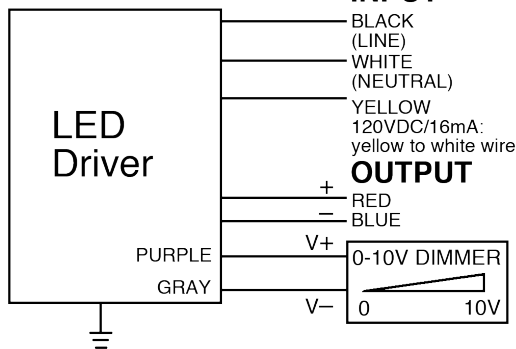 INPUT
BLACK
(LINE)
WHITE
(NEUTRAL)
YELLOW
120VDC/16mA:
yellow to white wire
LED
Driver
OUTPUT
+
RED
–
BLUE
V+
PURPLE
0-10V DIMMER
GRAY
V–
0
10V